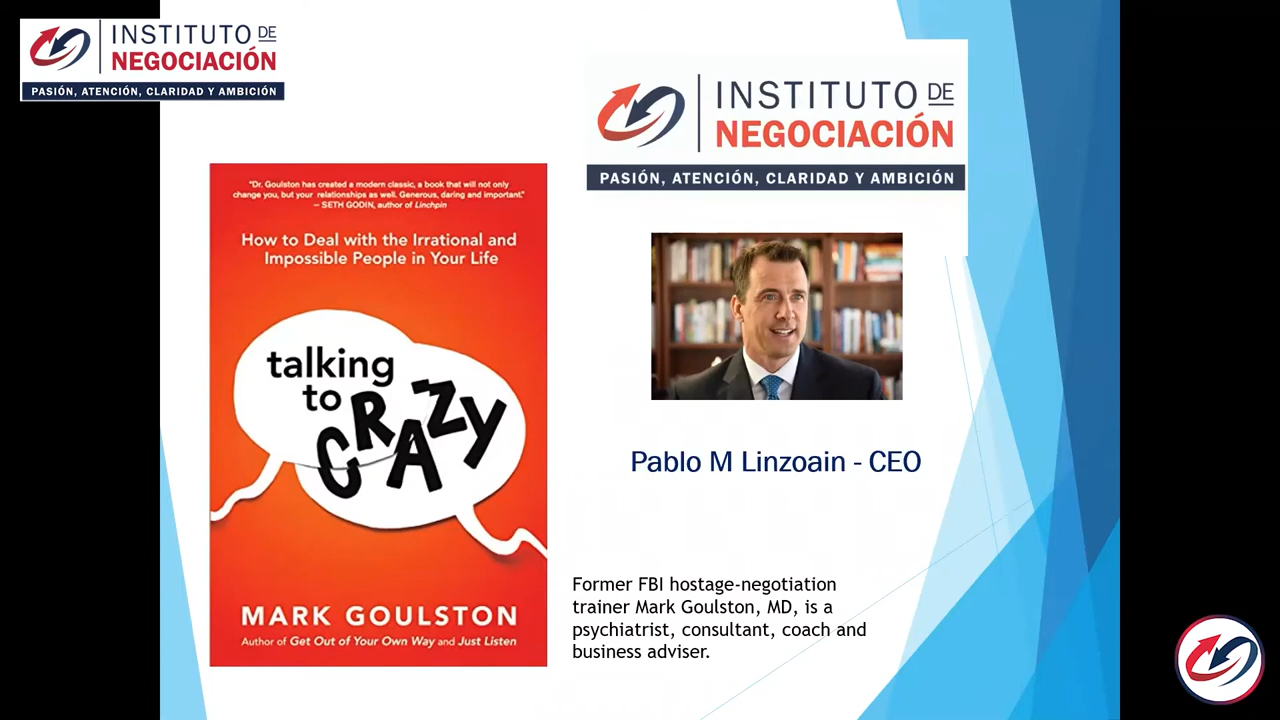 INSTITUTO DE
NEGOCIACIÓN
PASIÓN, ATENCIÓN, CLARIDAD Y AMBICIÓN
INSTITUTO DE
NEGOCIACIÓN
PASIÓN, ATENCIÓN, CLARIDAD Y AMBICIÓN
"Dr. Goulston has created a modern classic, a book that will not only
change you, but your relationships as well. Generous, daring and important."
— SETH GODIN, author of Linchpin
How to Deal with the Irrational and
Impossible People in Your Life
talking
to
CRAZY
MARK GOULSTON
Author of Get Out of Your Own Way and Just Listen
Pablo M Linzoain - CEO
Former FBI hostage-negotiation
trainer Mark Goulston, MD, is a
psychiatrist, consultant, coach and
business adviser.